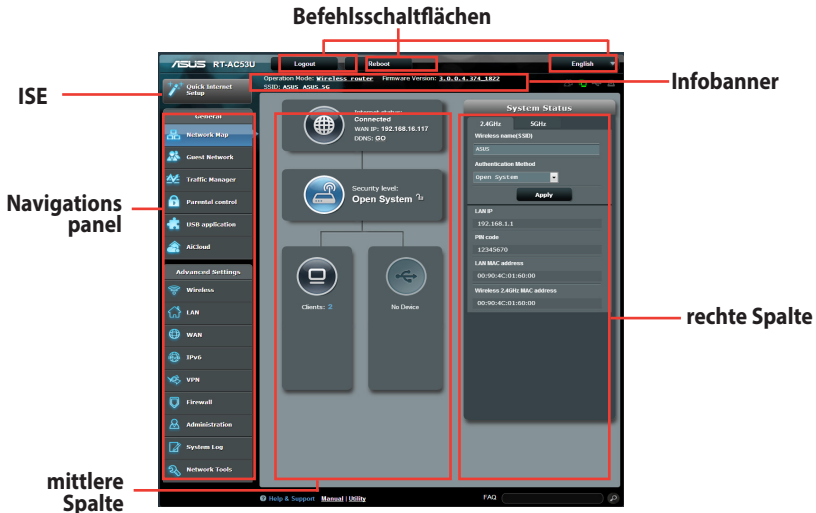 Befehlsschaltflächen
ISE
Navigations
panel
mittlere
Spalte
Infobanner
rechte Spalte
ASUS RT-AC53U
Logout
Reboot
English
Quick Internet
Setup
Operation Mode: Wireless router Firmware Version: 3.0.0.4.374_1822
SSID: ASUS ASUS_5G
General
Network Map
Guest Network
Traffic Manager
Parental control
USB application
AiCloud
Advanced Settings
Wireless
LAN
WAN
IPv6
VPN
Firewall
Administration
System Log
Network Tools
Internet status:
Connected
WAN IP: 192.168.16.117
DDNS: GO
Security level:
Open System
Clients: 2
No Device
System Status
2.4GHz
5GHz
Wireless name(SSID)
ASUS
Authentication Method
Open System
Apply
LAN IP
192.168.1.1
PIN code
12345670
LAN MAC address
00:90:4C:01:60:00
Wireless 2.4GHz MAC address
00:90:4C:01:60:00
Help & Support Manual | Utility
FAQ